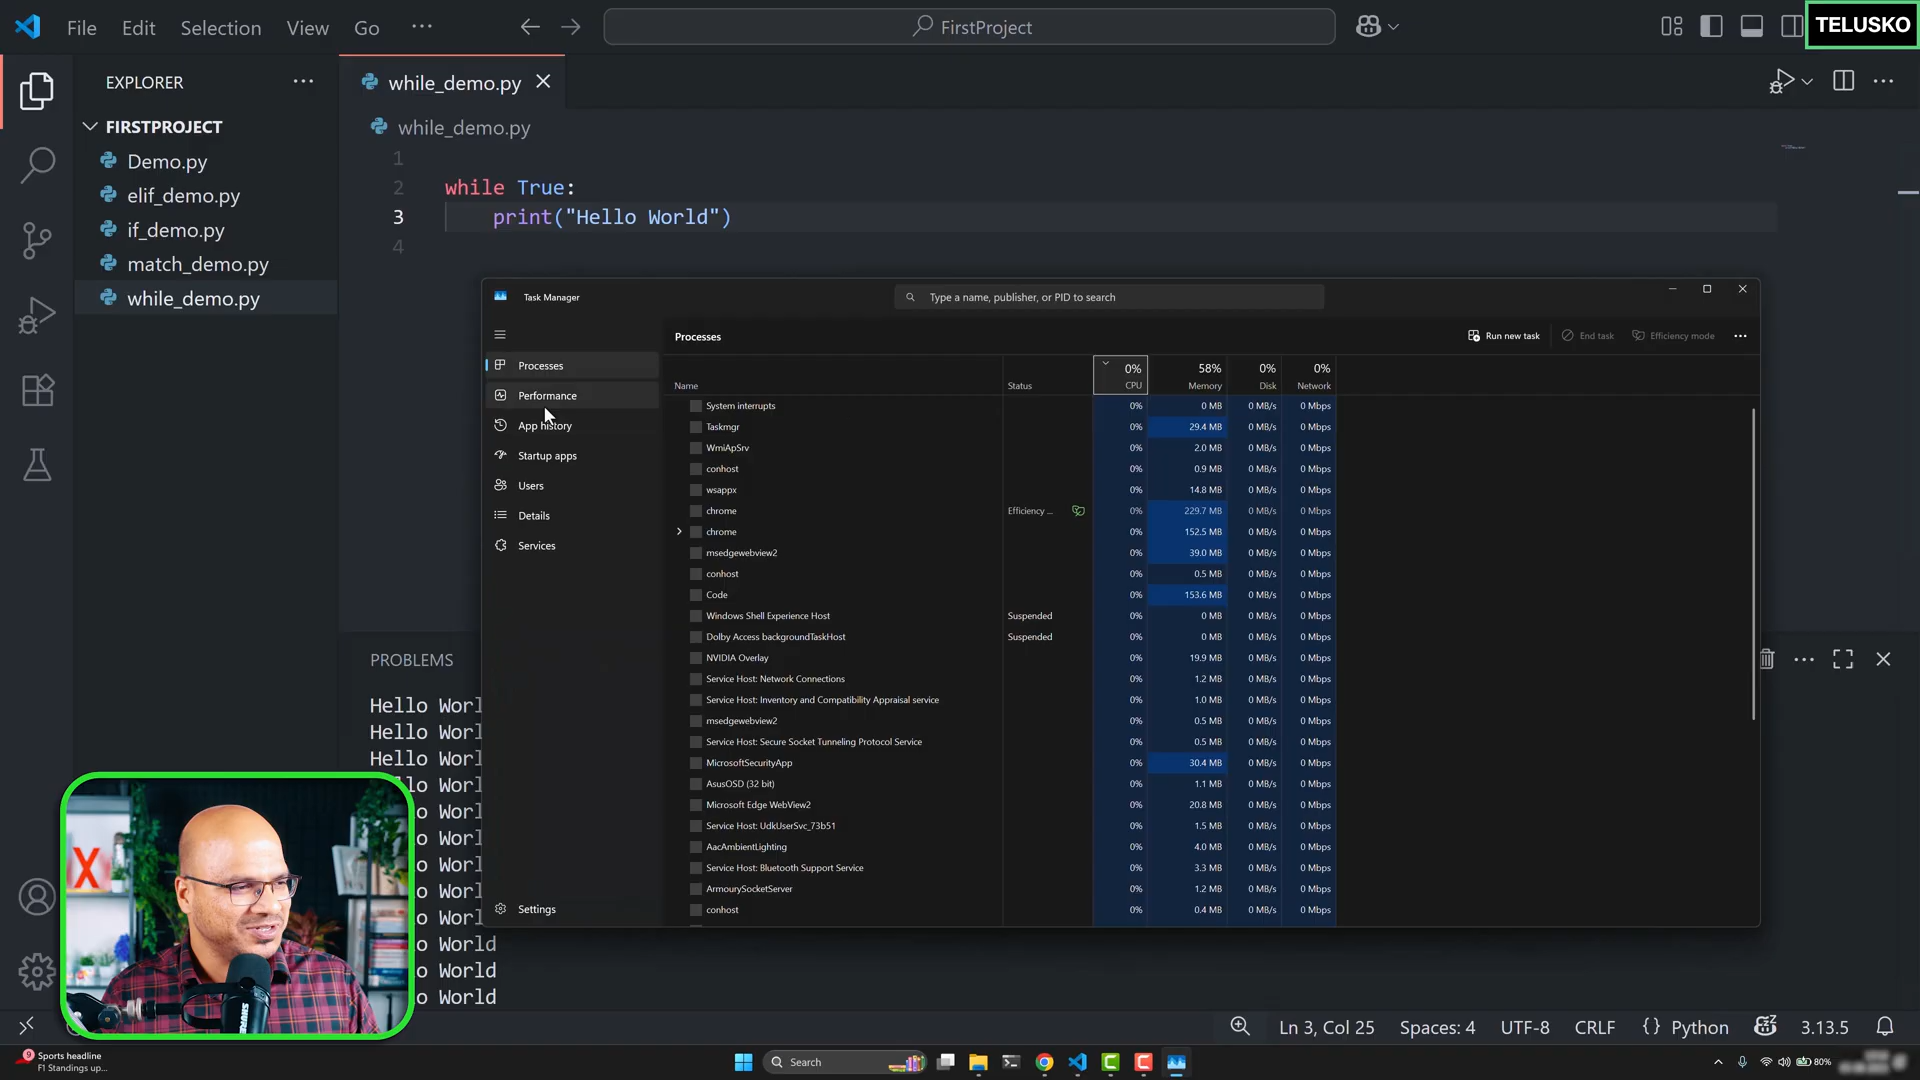 File Edit Selection View Go ... FirstProject
TELUSKO
EXPLORER
FIRSTPROJECT
Demo.py
elif_demo.py
if_demo.py
match_demo.py
while_demo.py
while_demo.py
while_demo.py
1
2 while True:
3 print("Hello World")
4
Task Manager
Type a name, publisher, or PID to search
Processes
Performance
App history
Startup apps
Users
Details
Services
Settings
Processes
Run new task End task Efficiency mode
0% 58% 0% 0%
Name Status CPU Memory Disk Network
System interrupts 0% 0 MB 0 MB/s 0 Mbps
Taskmgr 0% 29.4 MB 0 MB/s 0 Mbps
WmiApSrv 0% 2.0 MB 0 MB/s 0 Mbps
conhost 0% 0.9 MB 0 MB/s 0 Mbps
wsappx 0% 14.8 MB 0 MB/s 0 Mbps
chrome Efficiency ... 0% 229.7 MB 0 MB/s 0 Mbps
chrome 0% 152.5 MB 0 MB/s 0 Mbps
msedgewebview2 0% 39.0 MB 0 MB/s 0 Mbps
conhost 0% 0.5 MB 0 MB/s 0 Mbps
Code 0% 153.6 MB 0 MB/s 0 Mbps
Windows Shell Experience Host Suspended 0% 0 MB 0 MB/s 0 Mbps
Dolby Access backgroundTaskHost Suspended 0% 0 MB 0 MB/s 0 Mbps
NVIDIA Overlay 0% 19.9 MB 0 MB/s 0 Mbps
Service Host: Network Connections 0% 1.2 MB 0 MB/s 0 Mbps
Service Host: Inventory and Compatibility Appraisal service 0% 1.0 MB 0 MB/s 0 Mbps
msedgewebview2 0% 0.5 MB 0 MB/s 0 Mbps
Service Host: Secure Socket Tunneling Protocol Service 0% 0.5 MB 0 MB/s 0 Mbps
MicrosoftSecurityApp 0% 30.4 MB 0 MB/s 0 Mbps
AsusOSD (32 bit) 0% 1.1 MB 0 MB/s 0 Mbps
Microsoft Edge WebView2 0% 20.8 MB 0 MB/s 0 Mbps
Service Host: UdkUserSvc_73b51 0% 1.5 MB 0 MB/s 0 Mbps
AacAmbientLighting 0% 4.0 MB 0 MB/s 0 Mbps
Service Host: Bluetooth Support Service 0% 3.3 MB 0 MB/s 0 Mbps
ArmourySocketServer 0% 1.2 MB 0 MB/s 0 Mbps
conhost 0% 0.4 MB 0 MB/s 0 Mbps
PROBLEMS
Hello Worl
Hello Worl
Hello Worl
lo Worl
o Worl
o Worl
o Worl
o Worl
o Worl
o World
o World
o World
X
SHURE
Ln 3, Col 25 Spaces: 4 UTF-8 CRLF {} Python 3.13.5
9 Sports headline
F1 Standings up...
Search
80%